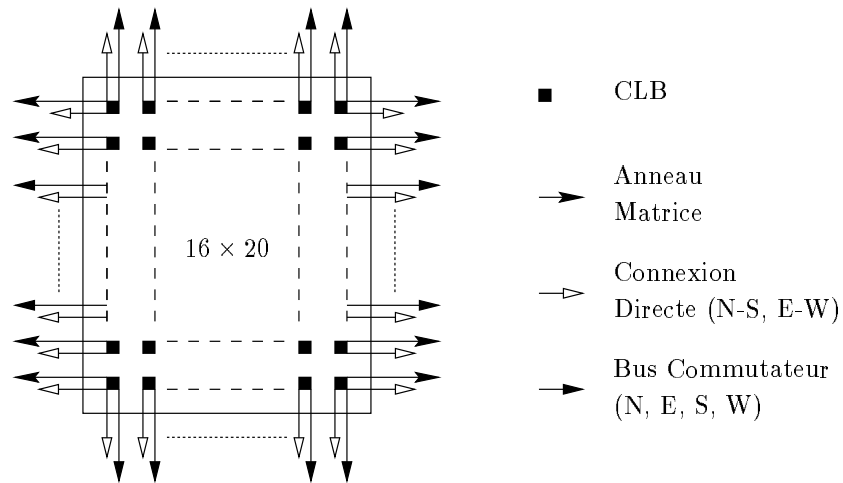 CLB
Anneau
Matrice
16 × 20
Connexion
Directe (N-S, E-W)
Bus Commutateur
(N, E, S, W)